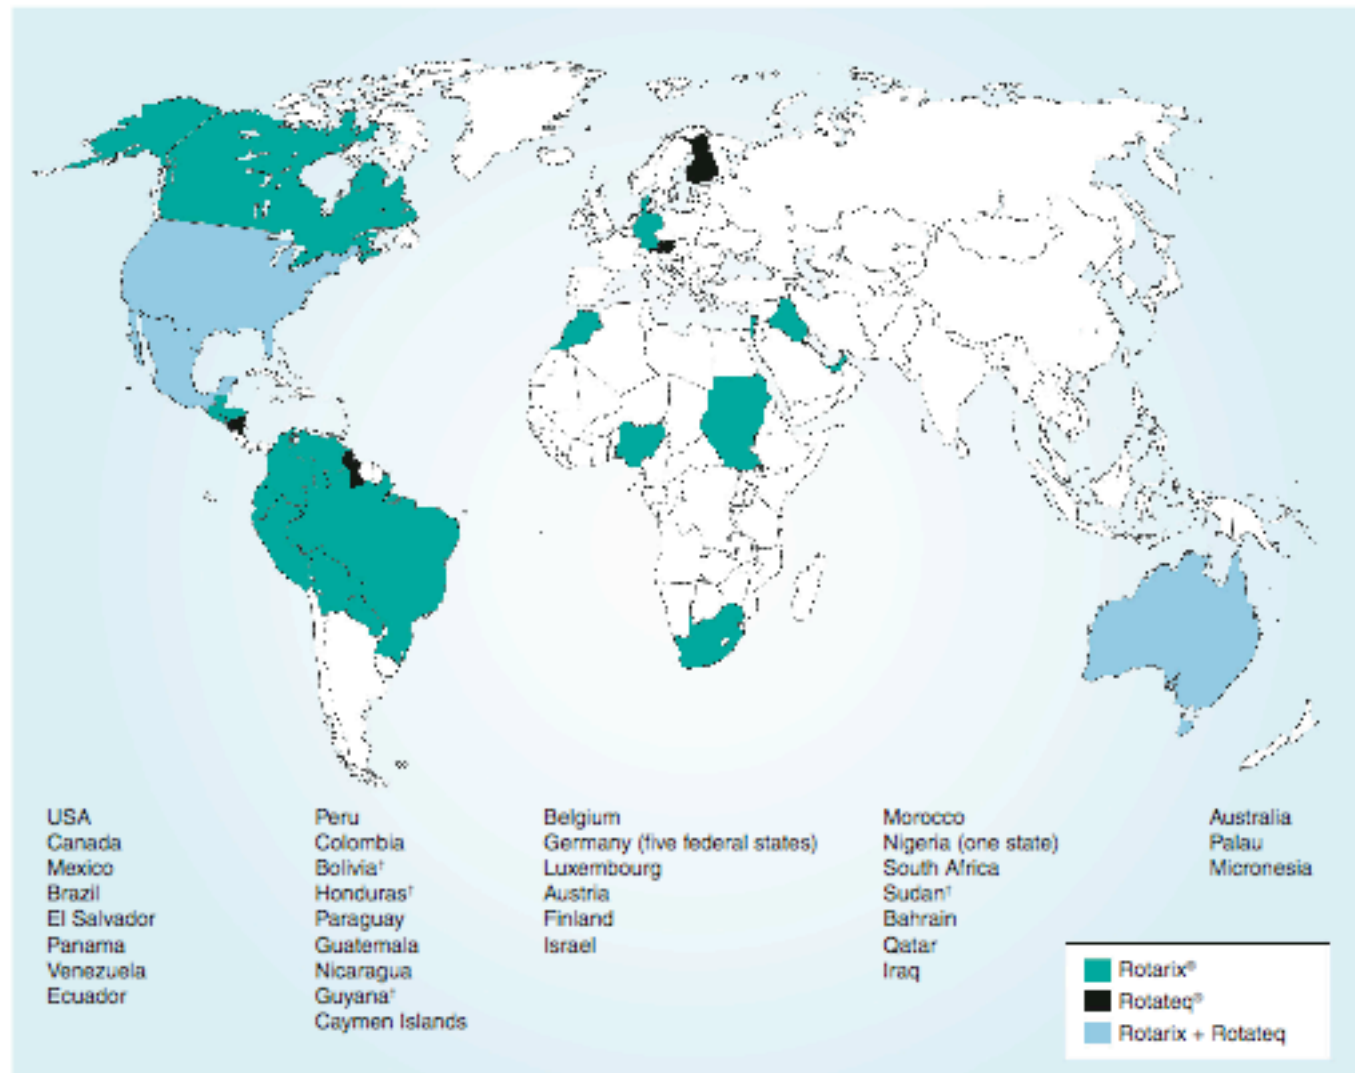 USA
Canada
Mexico
Brazil
El Salvador
Panama
Venezuela
Ecuador
Peru
Colombia
Bolivia†
Honduras†
Paraguay
Guatemala
Nicaragua
Guyana†
Caymen Islands
Belgium
Germany (five federal states)
Luxembourg
Austria
Finland
Israel
Morocco
Nigeria (one state)
South Africa
Sudan†
Bahrain
Qatar
Iraq
Australia
Palau
Micronesia
Rotarix®
Rotateq®
Rotarix + Rotateq